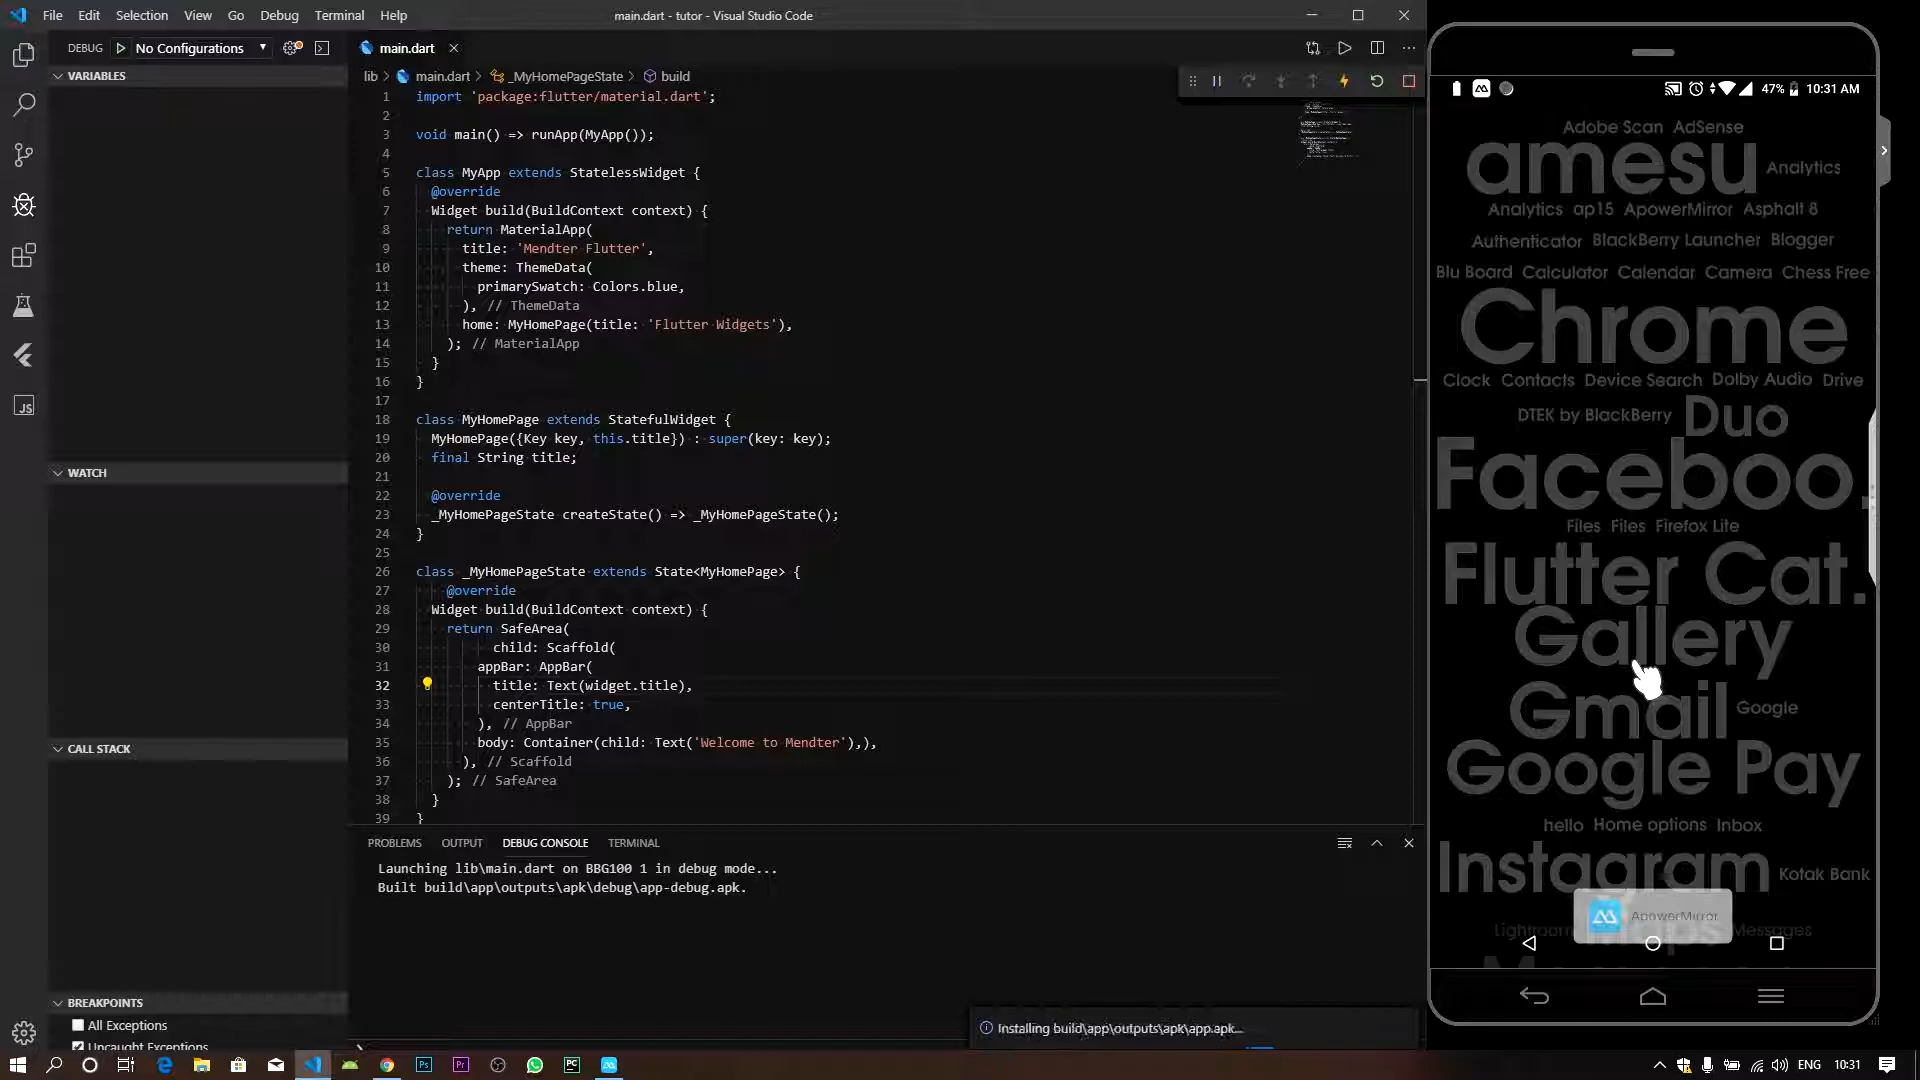 File Edit Selection View Go Debug Terminal Help
main.dart - tutor - Visual Studio Code
DEBUG No Configurations
main.dart
VARIABLES
lib > main.dart > _MyHomePageState > build
1 import 'package:flutter/material.dart';
2
3 void main() => runApp(MyApp());
4
5 class MyApp extends StatelessWidget {
6 @override
7 Widget build(BuildContext context) {
8 return MaterialApp(
9 title: 'Mendter Flutter',
10 theme: ThemeData(
11 primarySwatch: Colors.blue,
12 ), // ThemeData
13 home: MyHomePage(title: 'Flutter Widgets'),
14 ); // MaterialApp
15 }
16 }
17
18 class MyHomePage extends StatefulWidget {
19 MyHomePage({Key key, this.title}) : super(key: key);
20 final String title;
21
22 @override
23 _MyHomePageState createState() => _MyHomePageState();
24 }
25
26 class _MyHomePageState extends State<MyHomePage> {
27 @override
28 Widget build(BuildContext context) {
29 return SafeArea(
30 child: Scaffold(
31 appBar: AppBar(
32 title: Text(widget.title),
33 centerTitle: true,
34 ), // AppBar
35 body: Container(child: Text('Welcome to Mendter'),),
36 ), // Scaffold
37 ); // SafeArea
38 }
39 }
WATCH
CALL STACK
BREAKPOINTS
All Exceptions
Uncaught Exceptions
PROBLEMS OUTPUT DEBUG CONSOLE TERMINAL
Launching lib\main.dart on BBG100 1 in debug mode...
Built build\app\outputs\apk\debug\app-debug.apk.
Installing build\app\outputs\apk\app.apk...
47% 10:31 AM
Adobe Scan AdSense
amesu Analytics
Analytics ap15 ApowerMirror Asphalt 8
Authenticator BlackBerry Launcher Blogger
Blu Board Calculator Calendar Camera Chess Free
Chrome
Clock Contacts Device Search Dolby Audio Drive
DTEK by BlackBerry Duo
Faceboo.
Files Files Firefox Lite
Flutter Cat.
Gallery
Gmail Google
Google Pay
hello Home options Inbox
Instagram Kotak Bank
ApowerMirror
Lightroom Maps Messages
JS
Ps Pr PC
ENG 10:31